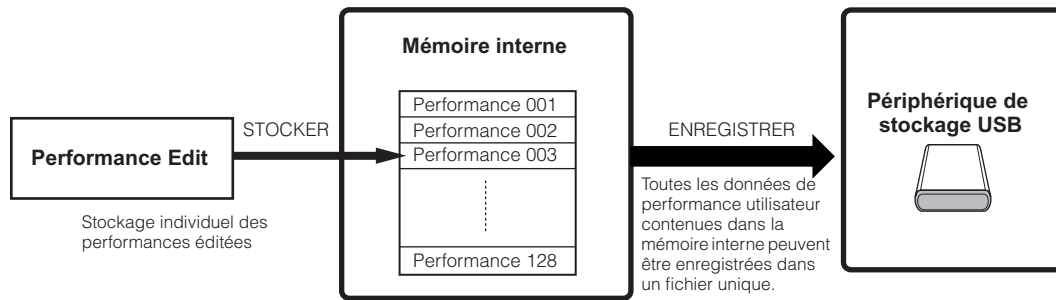 Performance Edit
Stockage individuel des
performances éditées
STOCKER
Mémoire interne
Performance 001
Performance 002
Performance 003
Performance 128
ENREGISTRER
Toutes les données de
performance utilisateur
contenues dans la
mémoire interne peuvent
être enregistrées dans
un fichier unique.
Périphérique de
stockage USB